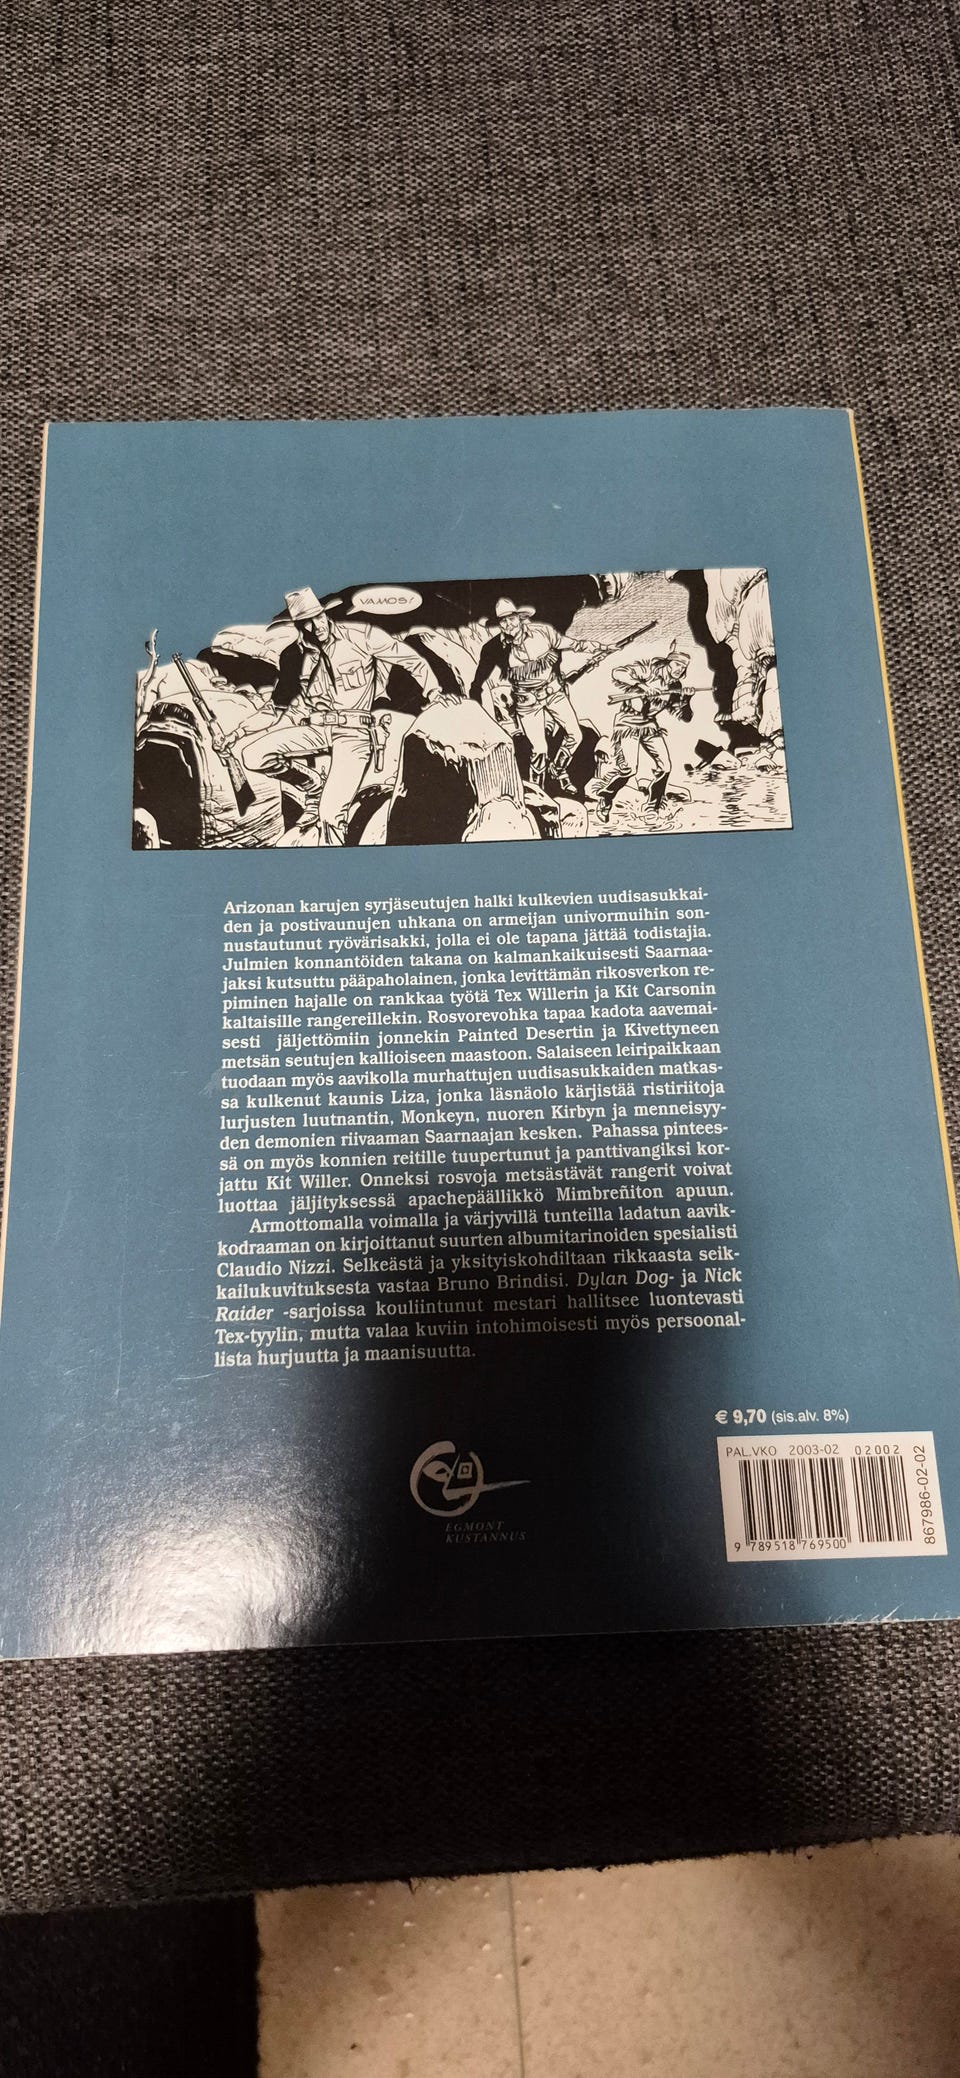 VAMOS!
Arizonan karujen syrjäseutujen halki kulkevien uudisasukkai-
den ja postivaunujen uhkana on armeijan univormuihin son-
nustautunut ryövärisakki, jolla ei ole tapana jättää todistajia.
Julmien konnantöiden takana on kalmankaikuisesti Saarnaa-
jaksi kutsuttu pääpaholainen, jonka levittämän rikosverkon re-
piminen hajalle on rankkaa työtä Tex Willerin ja Kit Carsonin
kaltaisille rangereillekin. Rosvorevohka tapaa kadota aavemai-
sesti jäljettömiin jonnekin Painted Desertin ja Kivettyneen
metsän seutujen kallioiseen maastoon. Salaiseen leiripaikkaan
tuodaan myös aavikolla murhattujen uudisasukkaiden matkas-
sa kulkenut kaunis Liza, jonka läsnäolo kärjistää ristiriitoja
lurjusten luutnantin, Monkeyn, nuoren Kirbyn ja menneisyy-
den demonien riivaaman Saarnaajan kesken. Pahassa pintees-
sä on myös konnien reitille tuupertunut ja panttivangiksi kor-
jattu Kit Willer. Onneksi rosvoja metsästävät rangerit voivat
luottaa jäljityksessä apachepäällikkö Mimbreñiton apuun.
Armottomalla voimalla ja värjyvillä tunteilla ladatun aavik-
kodraaman on kirjoittanut suurten albumitarinoiden spesialisti
Claudio Nizzi. Selkeästä ja yksityiskohdiltaan rikkaasta seik-
kailukuvituksesta vastaa Bruno Brindisi. Dylan Dog- ja Nick
Raider -sarjoissa kouliintunut mestari hallitsee luontevasti
Tex-tyylin, mutta valaa kuviin intohimoisesti myös persoonal-
lista hurjuutta ja maanisuutta.
€ 9,70 (sis.alv. 8%)
PAL.VKO 2003-02 02002
867986-02-02
9 789518 769500
EGMONT
KUSTANNUS